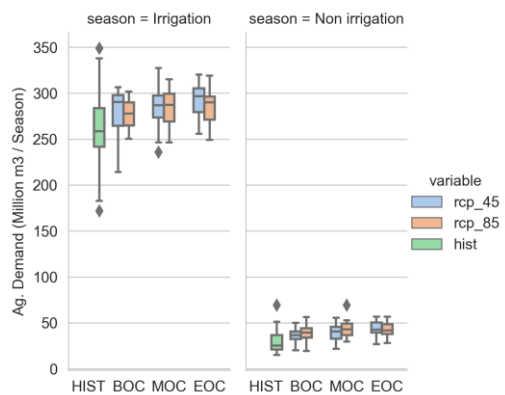 season = Irrigation
season = Non irrigation
Ag. Demand (Million m3 / Season)
350
300
250
200
150
100
50
0
HIST BOC MOC EOC
HIST BOC MOC EOC
variable
rcp_45
rcp_85
hist